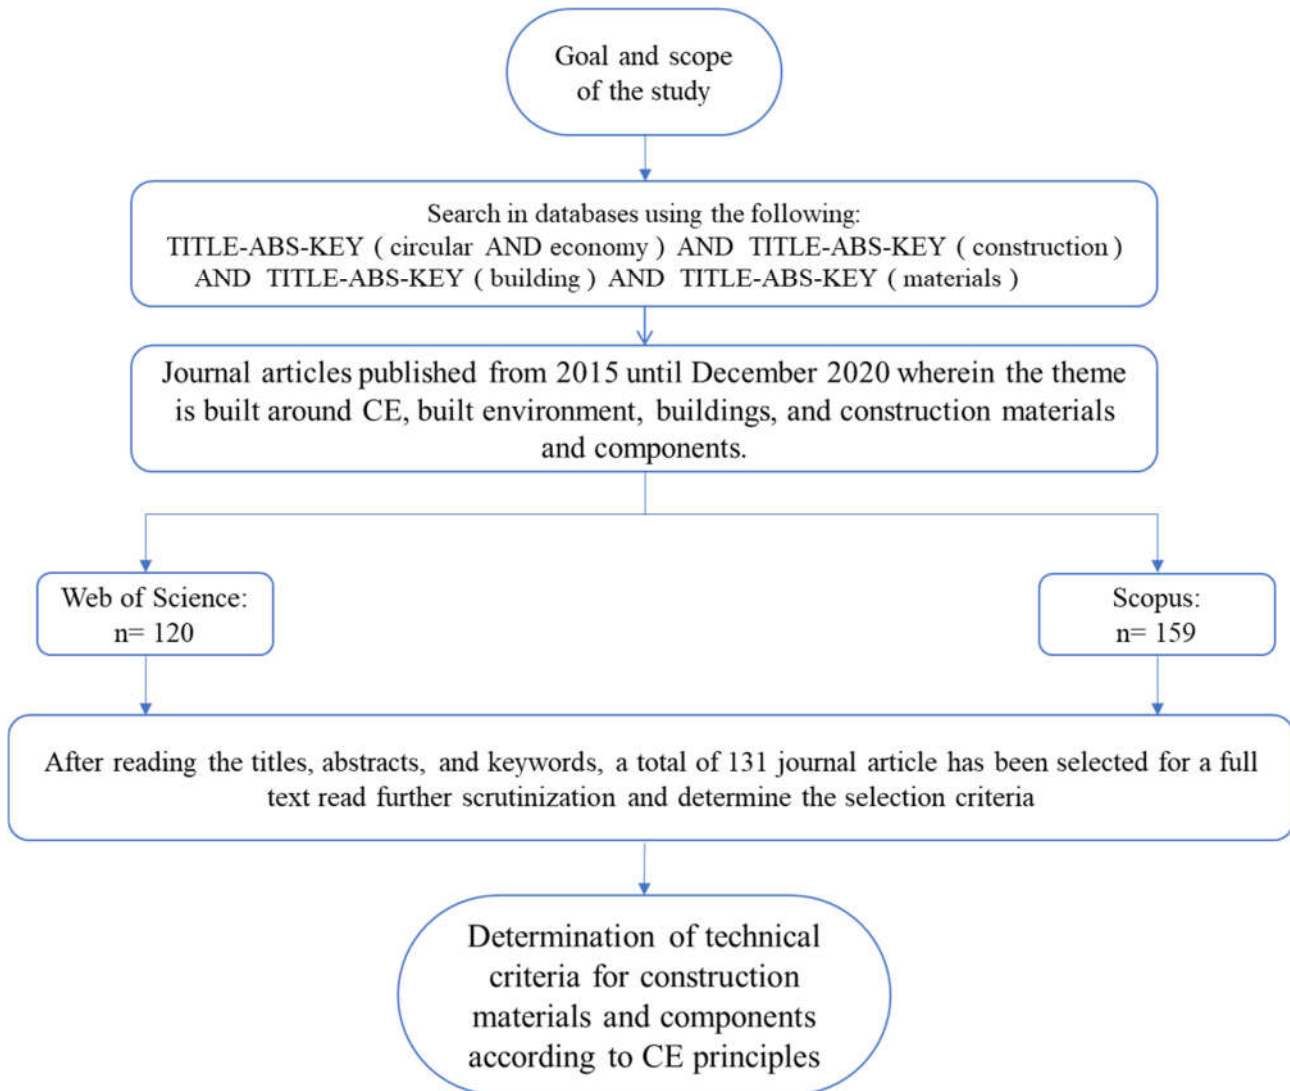 Goal and scope
of the study
Search in databases using the following:
TITLE-ABS-KEY ( circular AND economy ) AND TITLE-ABS-KEY ( construction )
AND TITLE-ABS-KEY ( building ) AND TITLE-ABS-KEY ( materials )
Journal articles published from 2015 until December 2020 wherein the theme
is built around CE, built environment, buildings, and construction materials
and components.
Web of Science:
n= 120
Scopus:
n= 159
After reading the titles, abstracts, and keywords, a total of 131 journal article has been selected for a full
text read further scrutinization and determine the selection criteria
Determination of technical
criteria for construction
materials and components
according to CE principles